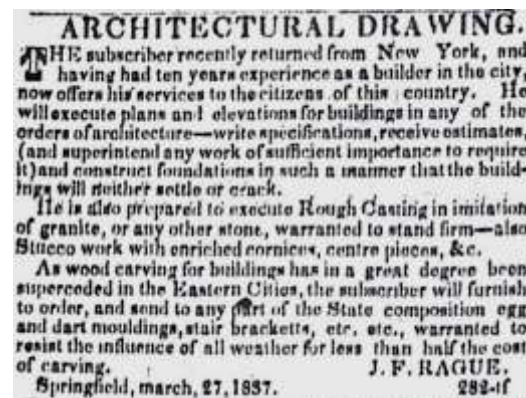 ARCHITECTURAL DRAWING.
THE subscriber recently returned from New York, and
having had ten years experience as a builder in the city,
now offers his services to the citizens of this country. He
will execute plans and elevations for buildings in any of the
orders of architecture—write specifications, receive estimates,
(and superintend any work of sufficient importance to require
it) and construct foundations in such a manner that the build-
ings will neither settle or crack.
He is also prepared to execute Rough Casting in imitation
of granite, or any other stone, warranted to stand firm—also
Stucco work with enriched cornices, centre pieces, &c.
As wood carving for buildings has in a great degree been
superceded in the Eastern Cities, the subscriber will furnish
to order, and send to any part of the State composition egg
and dart mouldings, stair bracketts, etc. etc., warranted to
resist the influence of all weather for less than half the cost
of carving. J. F. RAGUE.
Springfield, march, 27, 1837. 282-tf